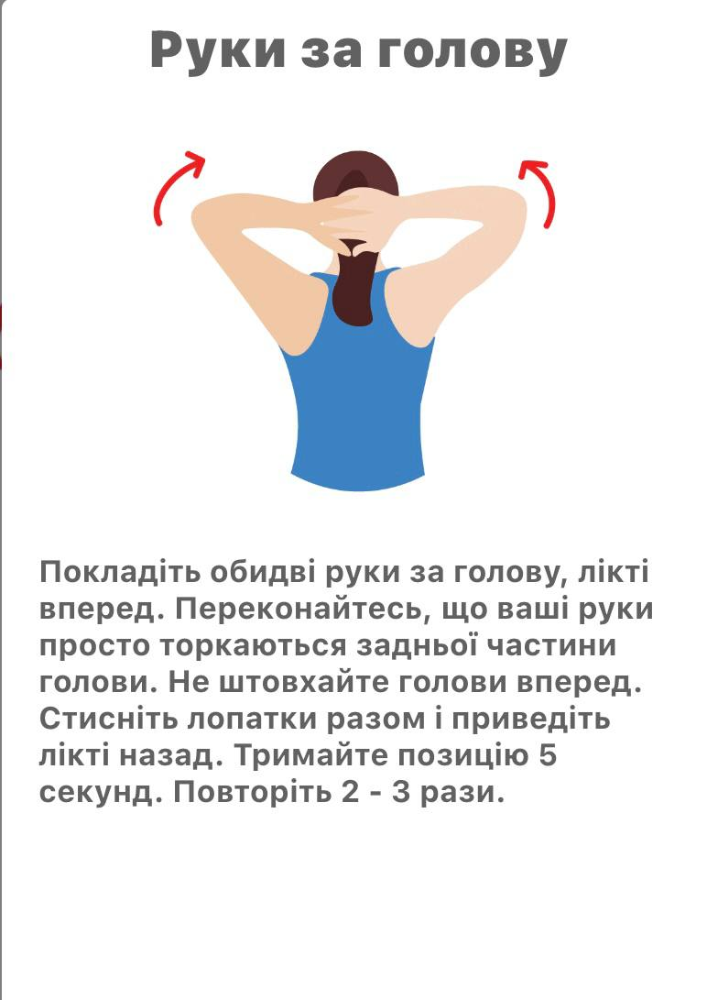 Руки за голову
Покладіть обидві руки за голову, лікті
вперед. Переконайтесь, що ваші руки
просто торкаються задньої частини
голови. Не штовхайте голови вперед.
Стисніть лопатки разом і приведіть
лікті назад. Тримайте позицію 5
секунд. Повторіть 2 - 3 рази.